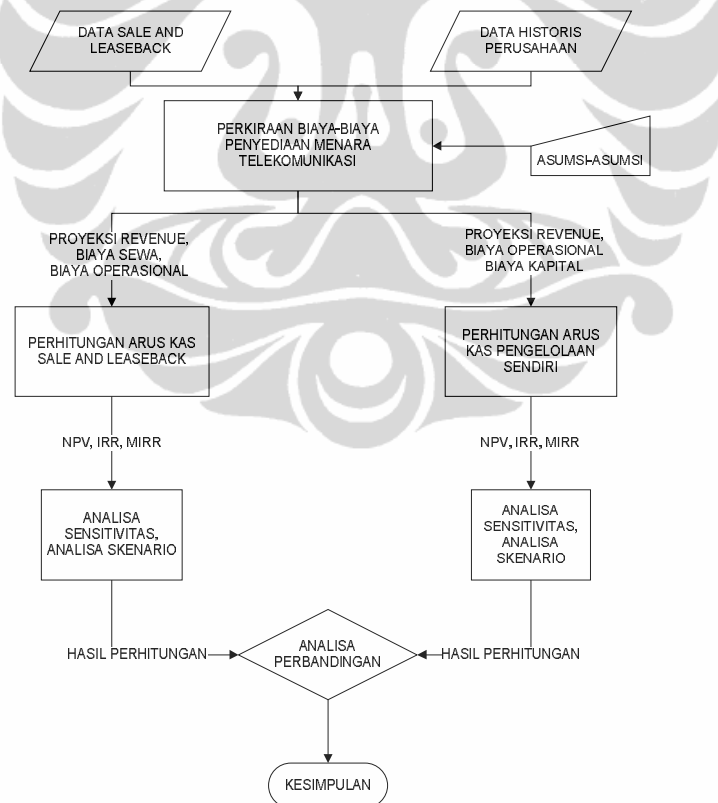 DATA SALE AND
LEASEBACK
DATA HISTORIS
PERUSAHAAN
PERKIRAAN BIAYA-BIAYA
PENYEDIAAN MENARA
TELEKOMUNIKASI
ASUMSI-ASUMSI
PROYEKSI REVENUE,
BIAYA SEWA,
BIAYA OPERASIONAL
PROYEKSI REVENUE,
BIAYA OPERASIONAL
BIAYA KAPITAL
PERHITUNGAN ARUS KAS
SALE AND LEASEBACK
PERHITUNGAN ARUS
KAS PENGELOLAAN
SENDIRI
NPV, IRR, MIRR
NPV, IRR, MIRR
ANALISA
SENSITIVITAS,
ANALISA SKENARIO
ANALISA
SENSITIVITAS,
ANALISA
SKENARIO
HASIL PERHITUNGAN
ANALISA
PERBANDINGAN
HASIL PERHITUNGAN
KESIMPULAN